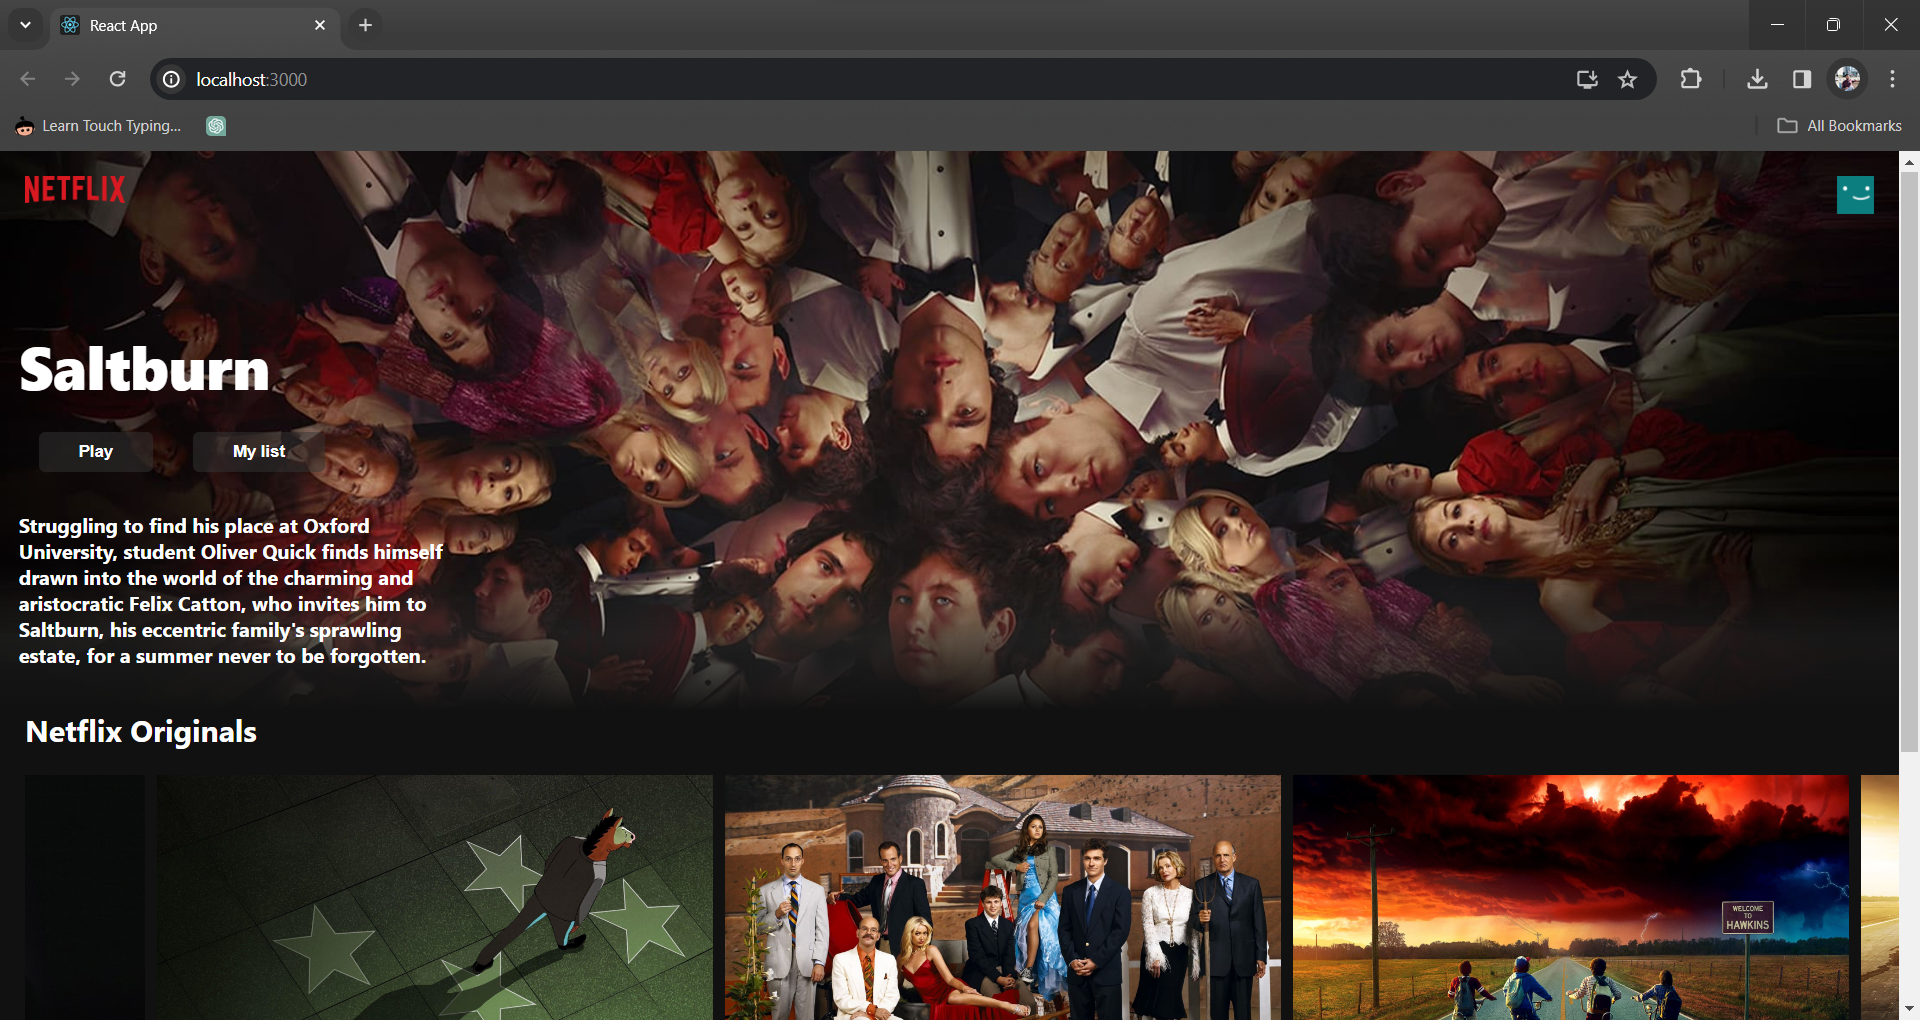 React App
localhost:3000
Learn Touch Typing...
All Bookmarks
NETFLIX
Saltburn
Play
My list
Struggling to find his place at Oxford
University, student Oliver Quick finds himself
drawn into the world of the charming and
aristocratic Felix Catton, who invites him to
Saltburn, his eccentric family's sprawling
estate, for a summer never to be forgotten.
Netflix Originals
WELCOME
TO
HAWKINS